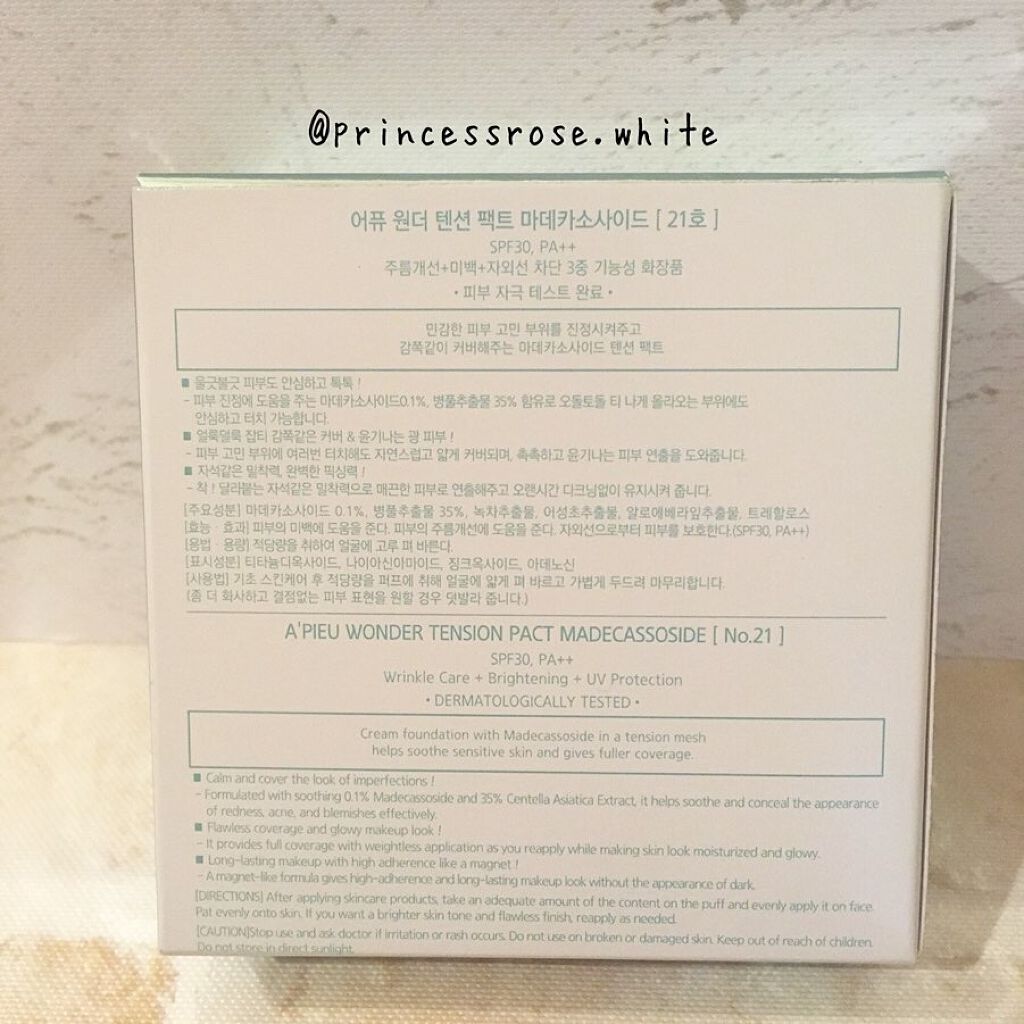 @princessrose.white
어퓨 원더 텐션 팩트 마데카소사이드 [ 21호 ]
SPF30, PA++
주름개선+미백+자외선 차단 3중 기능성 화장품
• 피부 자극 테스트 완료 •
민감한 피부 고민 부위를 진정시켜주고
감쪽같이 커버해주는 마데카소사이드 텐션 팩트
■ 울긋불긋 피부도 안심하고 톡톡 !
- 피부 진정에 도움을 주는 마데카소사이드0.1%, 병풀추출물 35% 함유로 오돌토돌 티 나게 올라오는 부위에도
안심하고 터치 가능합니다.
■ 얼룩덜룩 잡티 감쪽같은 커버 & 윤기나는 광 피부 !
- 피부 고민 부위에 여러번 터치해도 자연스럽고 얇게 커버되며, 촉촉하고 윤기나는 피부 연출을 도와줍니다.
■ 자석같은 밀착력, 완벽한 픽싱력 !
- 착 ! 달라붙는 자석같은 밀착력으로 매끈한 피부로 연출해주고 오랜시간 다크닝없이 유지시켜 줍니다.
[주요성분] 마데카소사이드 0.1%, 병풀추출물 35%, 녹차추출물, 어성초추출물, 알로에베라잎추출물, 트레할로스
[효능 · 효과] 피부의 미백에 도움을 준다. 피부의 주름개선에 도움을 준다. 자외선으로부터 피부를 보호한다.(SPF30, PA++)
[용법 · 용량] 적당량을 취하여 얼굴에 고루 펴 바른다.
[표시성분] 티타늄디옥사이드, 나이아신아마이드, 징크옥사이드, 아데노신
[사용법] 기초 스킨케어 후 적당량을 퍼프에 취해 얼굴에 얇게 펴 바르고 가볍게 두드려 마무리합니다.
(좀 더 화사하고 결점없는 피부 표현을 원할 경우 덧발라 줍니다.)
A'PIEU WONDER TENSION PACT MADECASSOSIDE [ No.21 ]
SPF30, PA++
Wrinkle Care + Brightening + UV Protection
• DERMATOLOGICALLY TESTED •
Cream foundation with Madecassoside in a tension mesh
helps soothe sensitive skin and gives fuller coverage.
■ Calm and cover the look of imperfections !
- Formulated with soothing 0.1% Madecassoside and 35% Centella Asiatica Extract, it helps soothe and conceal the appearance
of redness, acne, and blemishes effectively.
■ Flawless coverage and glowy makeup look !
- It provides full coverage with weightless application as you reapply while making skin look moisturized and glowy.
■ Long-lasting makeup with high adherence like a magnet !
- A magnet-like formula gives high-adherence and long-lasting makeup look without the appearance of dark.
[DIRECTIONS] After applying skincare products, take an adequate amount of the content on the puff and evenly apply it on face.
Pat evenly onto skin. If you want a brighter skin tone and flawless finish, reapply as needed.
[CAUTION]Stop use and ask doctor if irritation or rash occurs. Do not use on broken or damaged skin. Keep out of reach of children.
Do not store in direct sunlight.